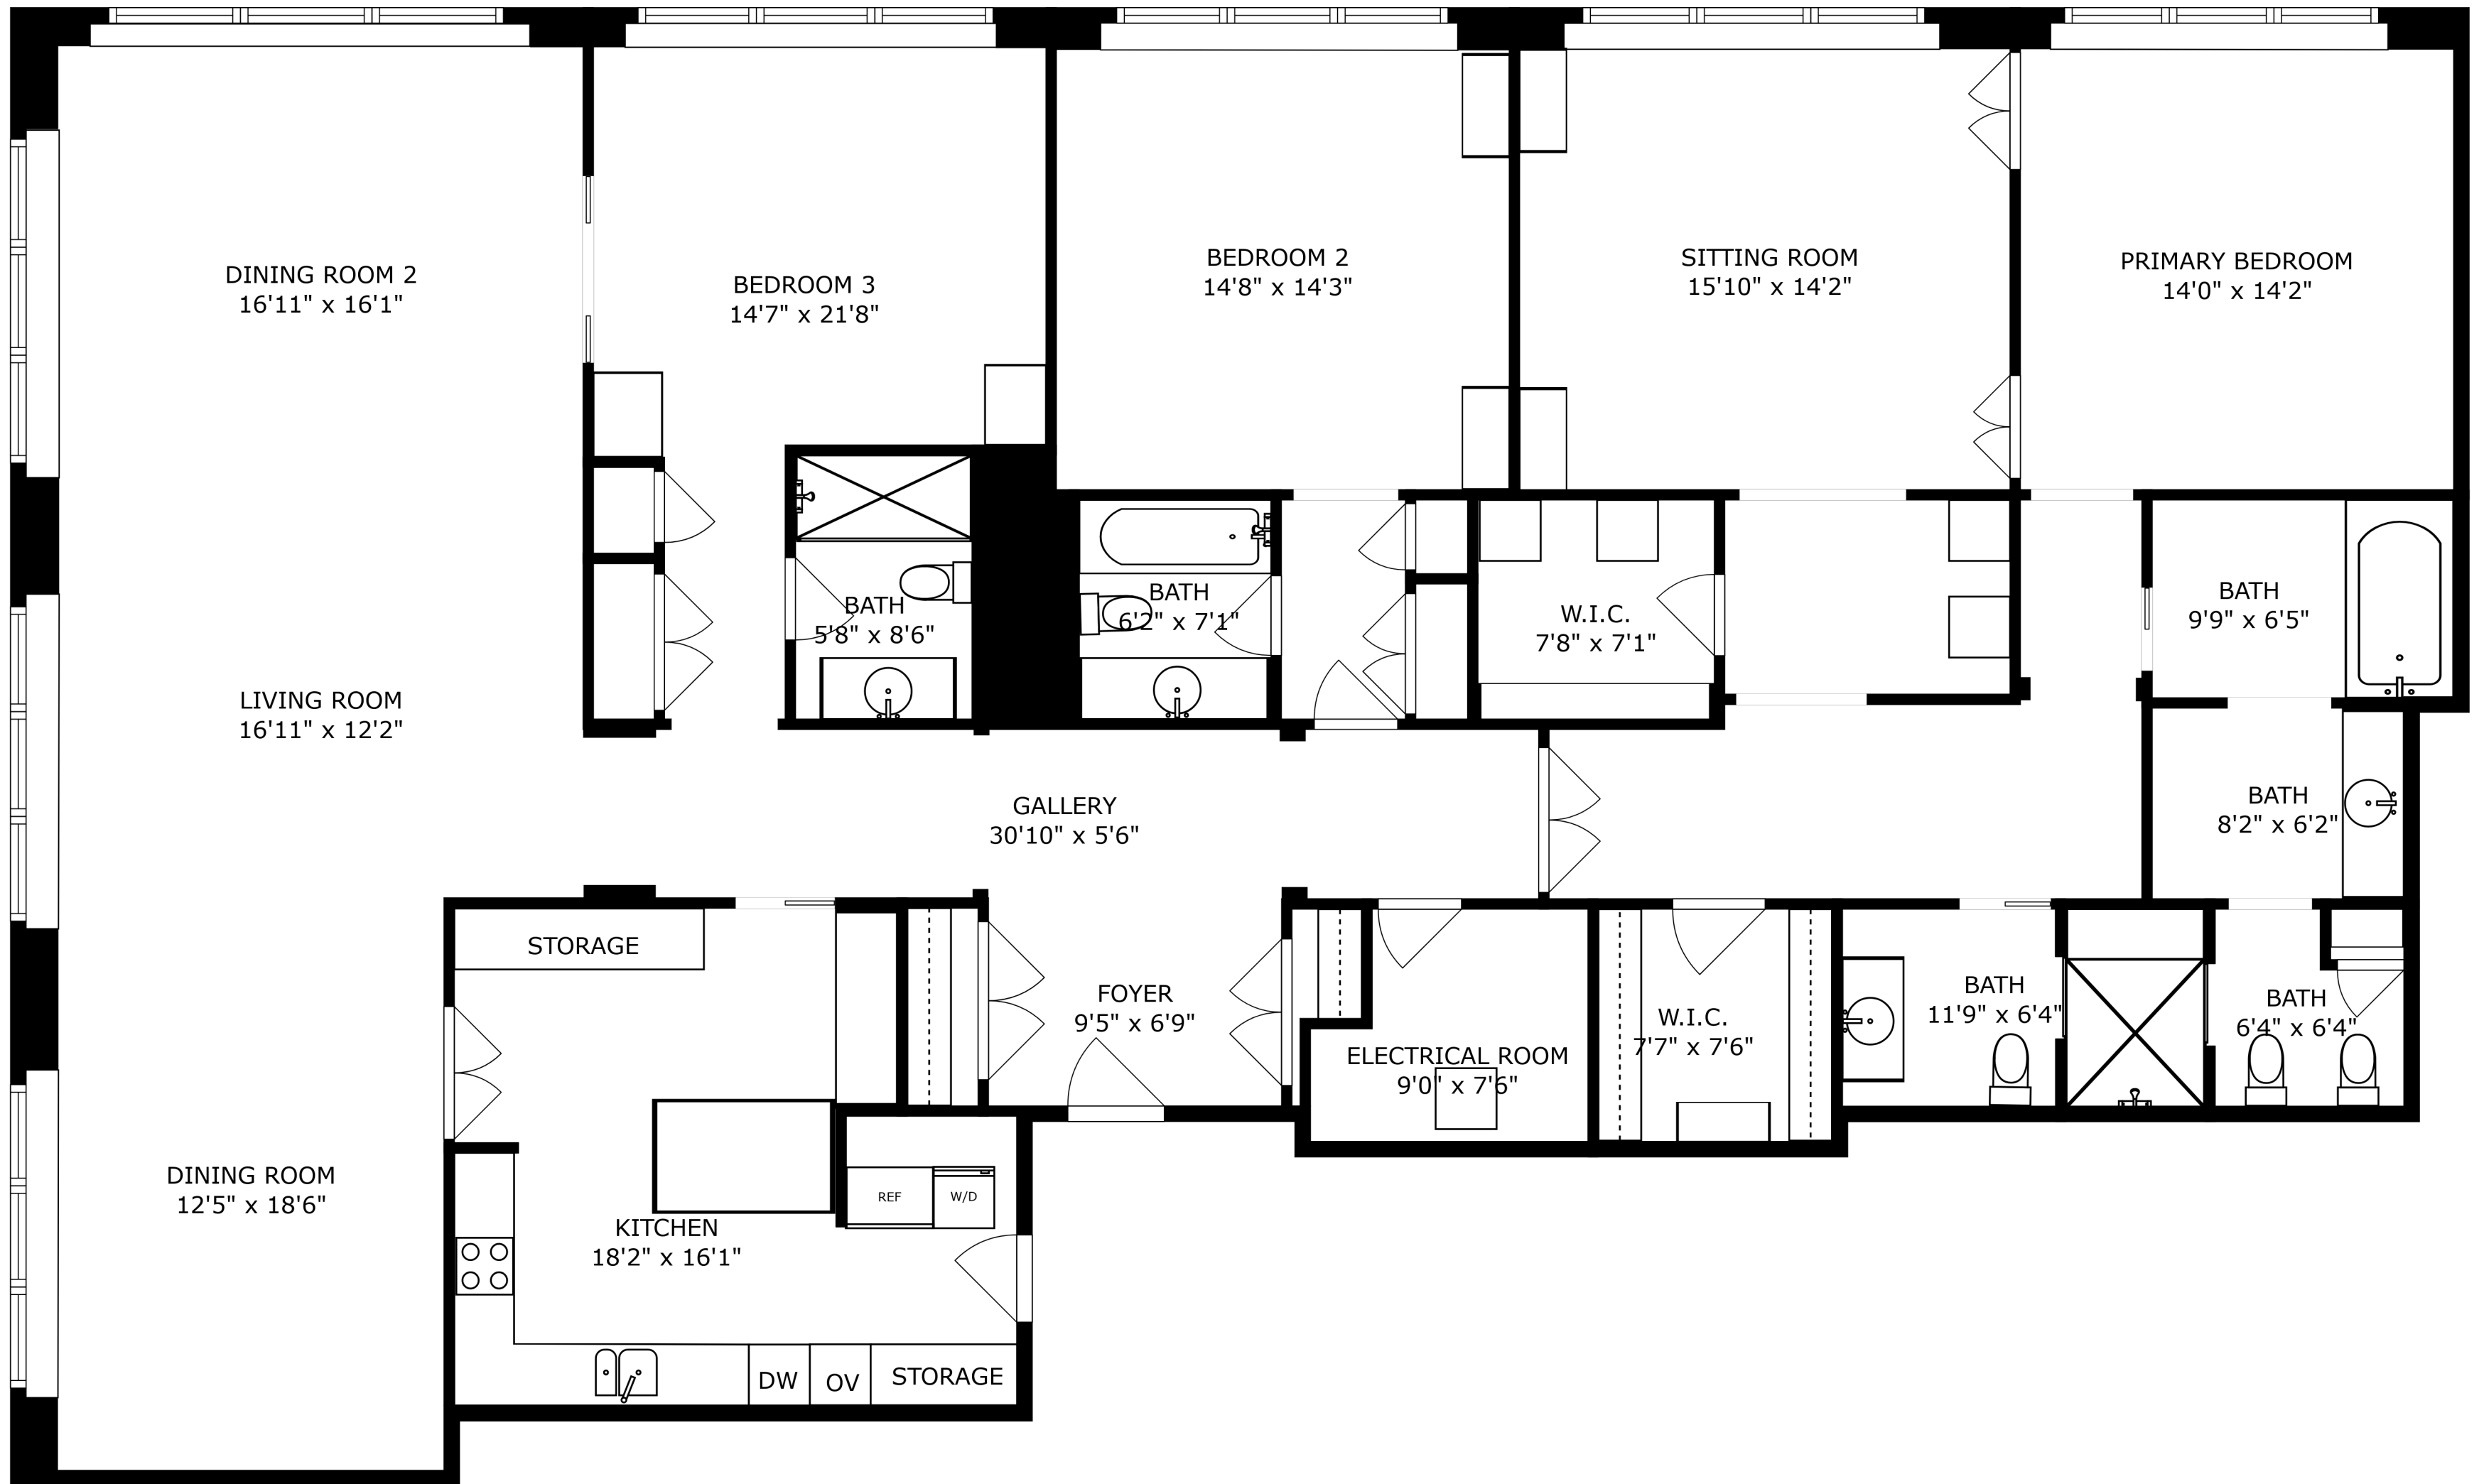 DINING ROOM 2
16'11" x 16'1"
BEDROOM 3
14'7" x 21'8"
BEDROOM 2
14'8" x 14'3"
SITTING ROOM
15'10" x 14'2"
PRIMARY BEDROOM
14'0" x 14'2"
BATH
5'8" x 8'6"
BATH
6'2" x 7'1"
W.I.C.
7'8" x 7'1"
BATH
9'9" x 6'5"
LIVING ROOM
16'11" x 12'2"
GALLERY
30'10" x 5'6"
BATH
8'2" x 6'2"
STORAGE
FOYER
9'5" x 6'9"
ELECTRICAL ROOM
9'0" x 7'6"
W.I.C.
7'7" x 7'6"
BATH
11'9" x 6'4"
BATH
6'4" x 6'4"
DINING ROOM
12'5" x 18'6"
KITCHEN
18'2" x 16'1"
REF
W/D
DW
OV
STORAGE